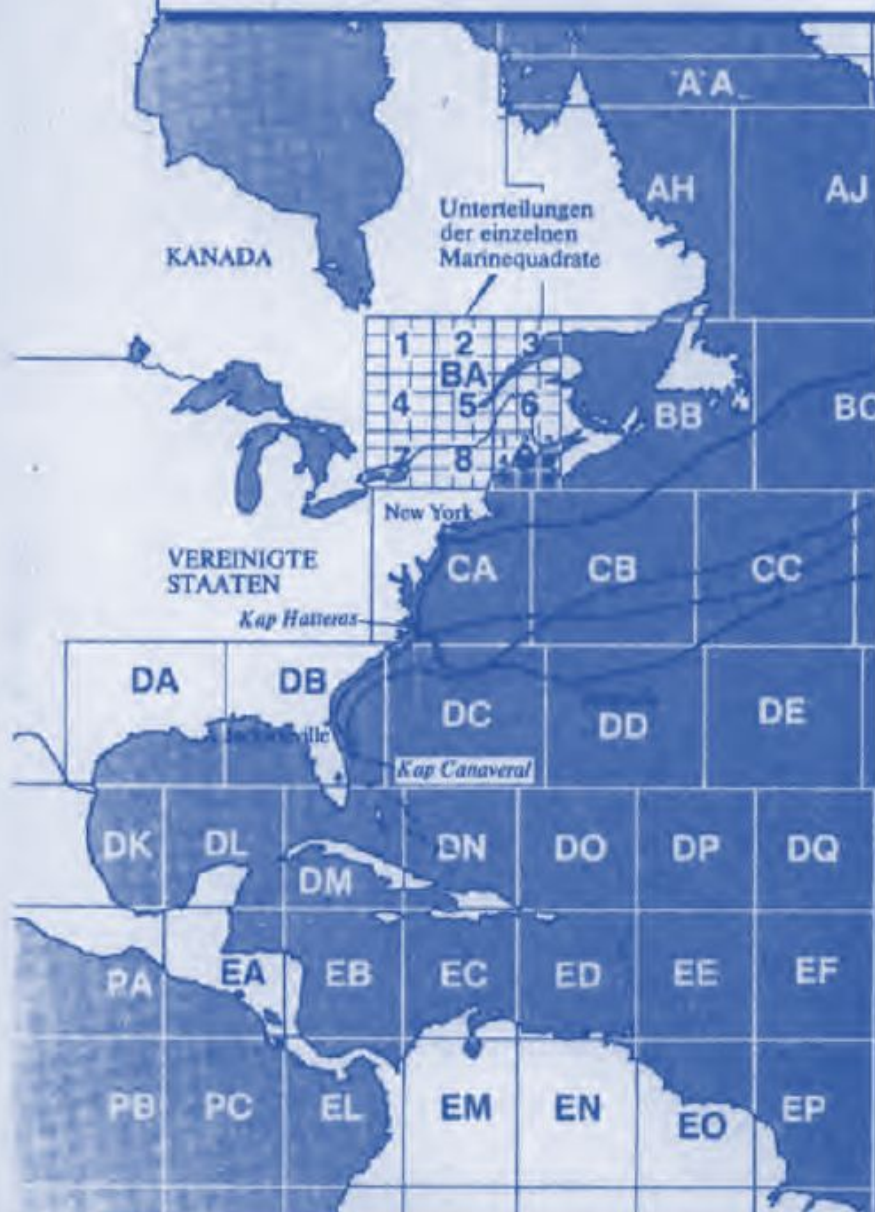 AA
AH
AJ
Unterteilungen
der einzelnen
Marinequadrate
KANADA
1 2 3
BA
4 5 6
7 8 9
BB
BC
New York
VEREINIGTE
STAATEN
CA
CB
CC
Kap Hatteras
DA
DB
DC
DD
DE
Kap Canaveral
DK
DL
DM
DN
DO
DP
DQ
PA
EA
EB
EC
ED
EE
EF
PB
PC
EL
EM
EN
EO
EP